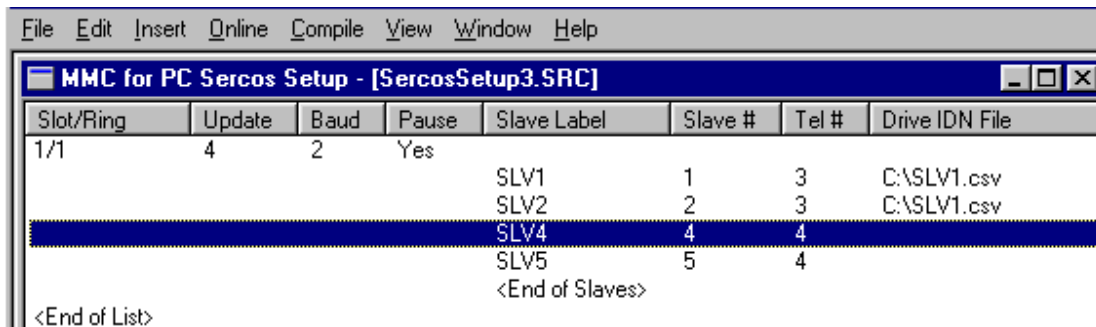 File Edit Insert Online Compile View Window Help
MMC for PC Sercos Setup - [SercosSetup3.SRC]
Slot/Ring Update Baud Pause Slave Label Slave # Tel # Drive IDN File
1/1 4 2 Yes
SLV1 1 3 C:\SLV1.csv
SLV2 2 3 C:\SLV1.csv
SLV4 4 4
SLV5 5 4
<End of Slaves>
<End of List>